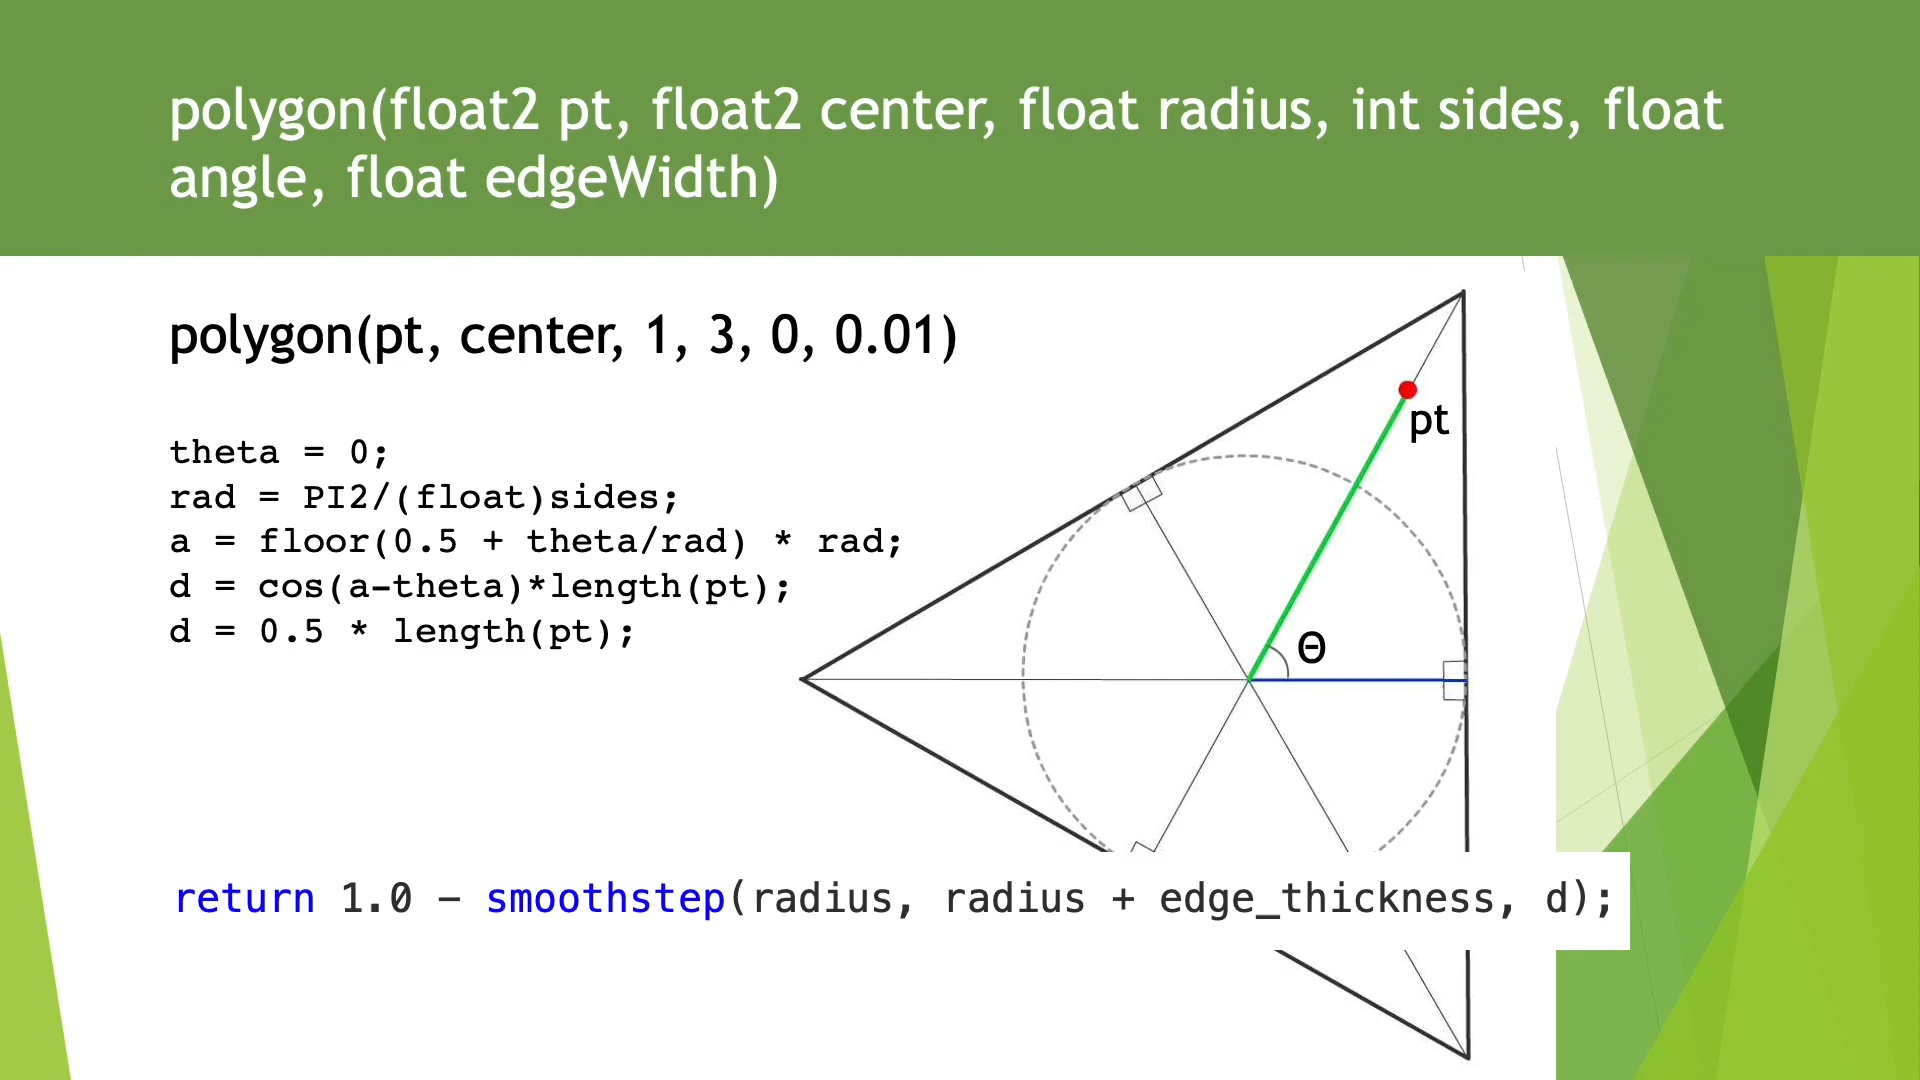 polygon(float2 pt, float2 center, float radius, int sides, float
angle, float edgeWidth)
polygon(pt, center, 1, 3, 0, 0.01)
theta = 0;
rad = PI2/(float)sides;
a = floor(0.5 + theta/rad) * rad;
d = cos(a-theta)*length(pt);
d = 0.5 * length(pt);
pt
Θ
return 1.0 - smoothstep(radius, radius + edge_thickness, d);